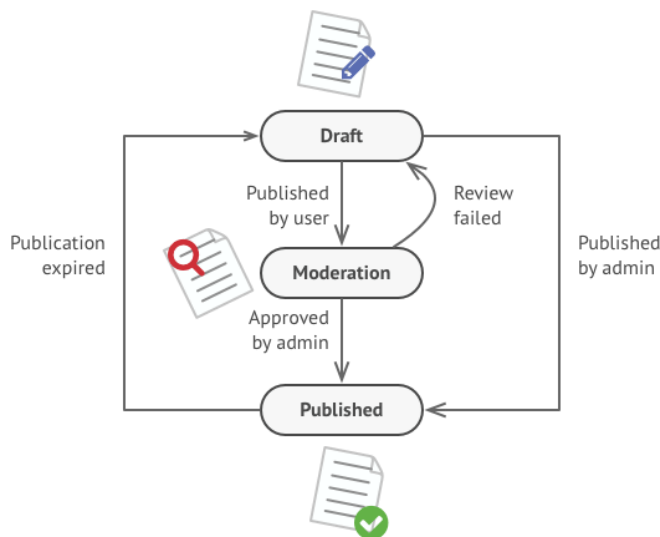 Draft
Published
by user
Review
failed
Publication
expired
Published
by admin
Moderation
Approved
by admin
Published